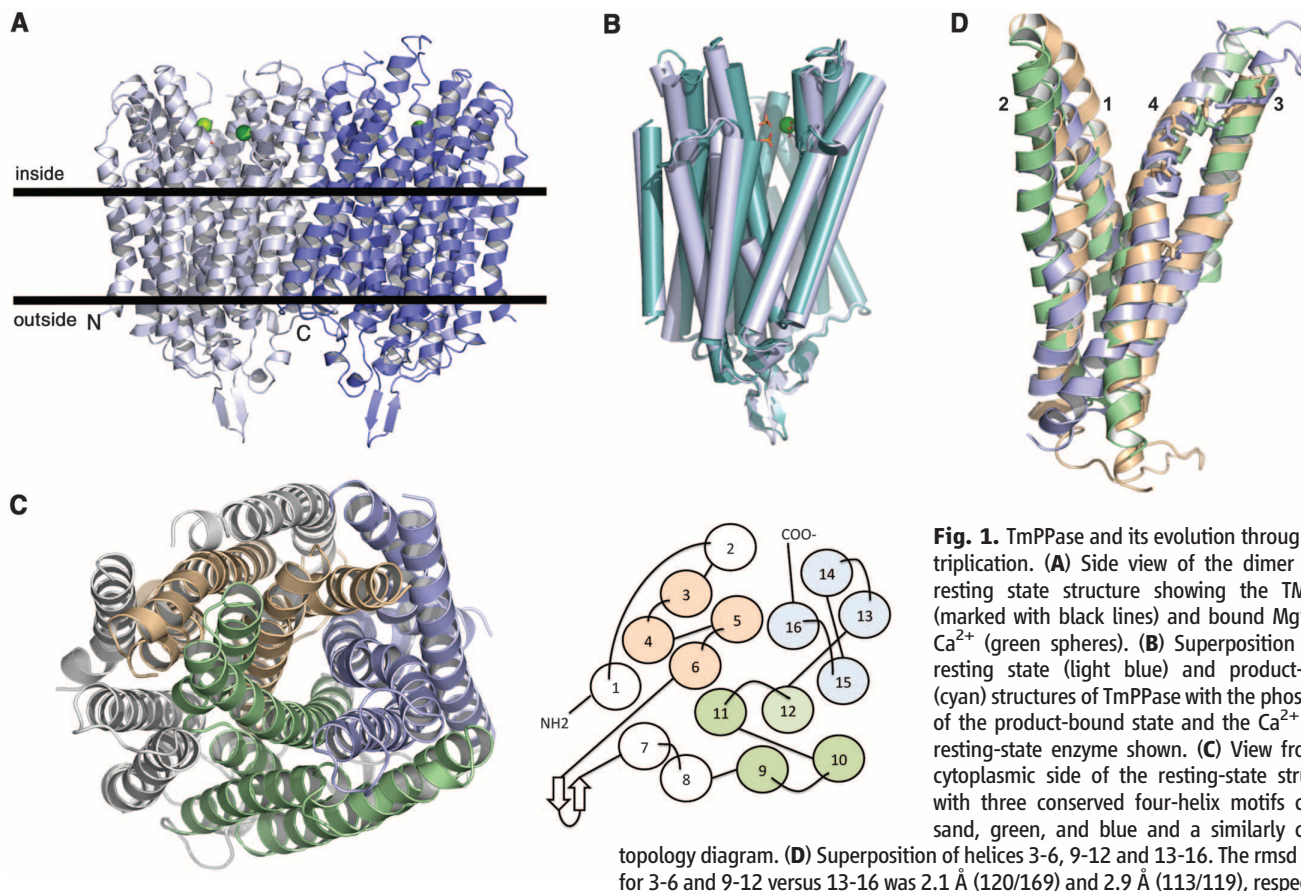 A
B
D
inside
outside
N
C
2
1
4
3
C
COO-
2
14
3
13
5
4
16
6
15
1
12
11
NH2
7
10
9
8
Fig. 1. TmPPase and its evolution through
triplication. (A) Side view of the dimer
resting state structure showing the TM
(marked with black lines) and bound Mg
Ca2+ (green spheres). (B) Superposition
resting state (light blue) and product-
(cyan) structures of TmPPase with the phos
of the product-bound state and the Ca2+
resting-state enzyme shown. (C) View fro
cytoplasmic side of the resting-state stru
with three conserved four-helix motifs c
sand, green, and blue and a similarly c
topology diagram. (D) Superposition of helices 3-6, 9-12 and 13-16. The rmsd
for 3-6 and 9-12 versus 13-16 was 2.1 Å (120/169) and 2.9 Å (113/119), respe